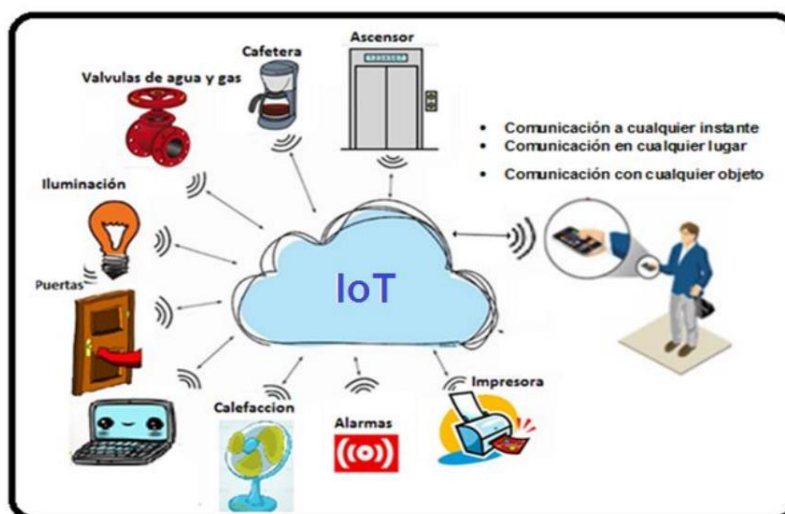 Ascensor
Cafetera
Valvulas de agua y gas
Iluminación
Puertas
IoT
• Comunicación a cualquier instante
• Comunicación en cualquier lugar
• Comunicación con cualquier objeto
Calefaccion
Alarmas
Impresora